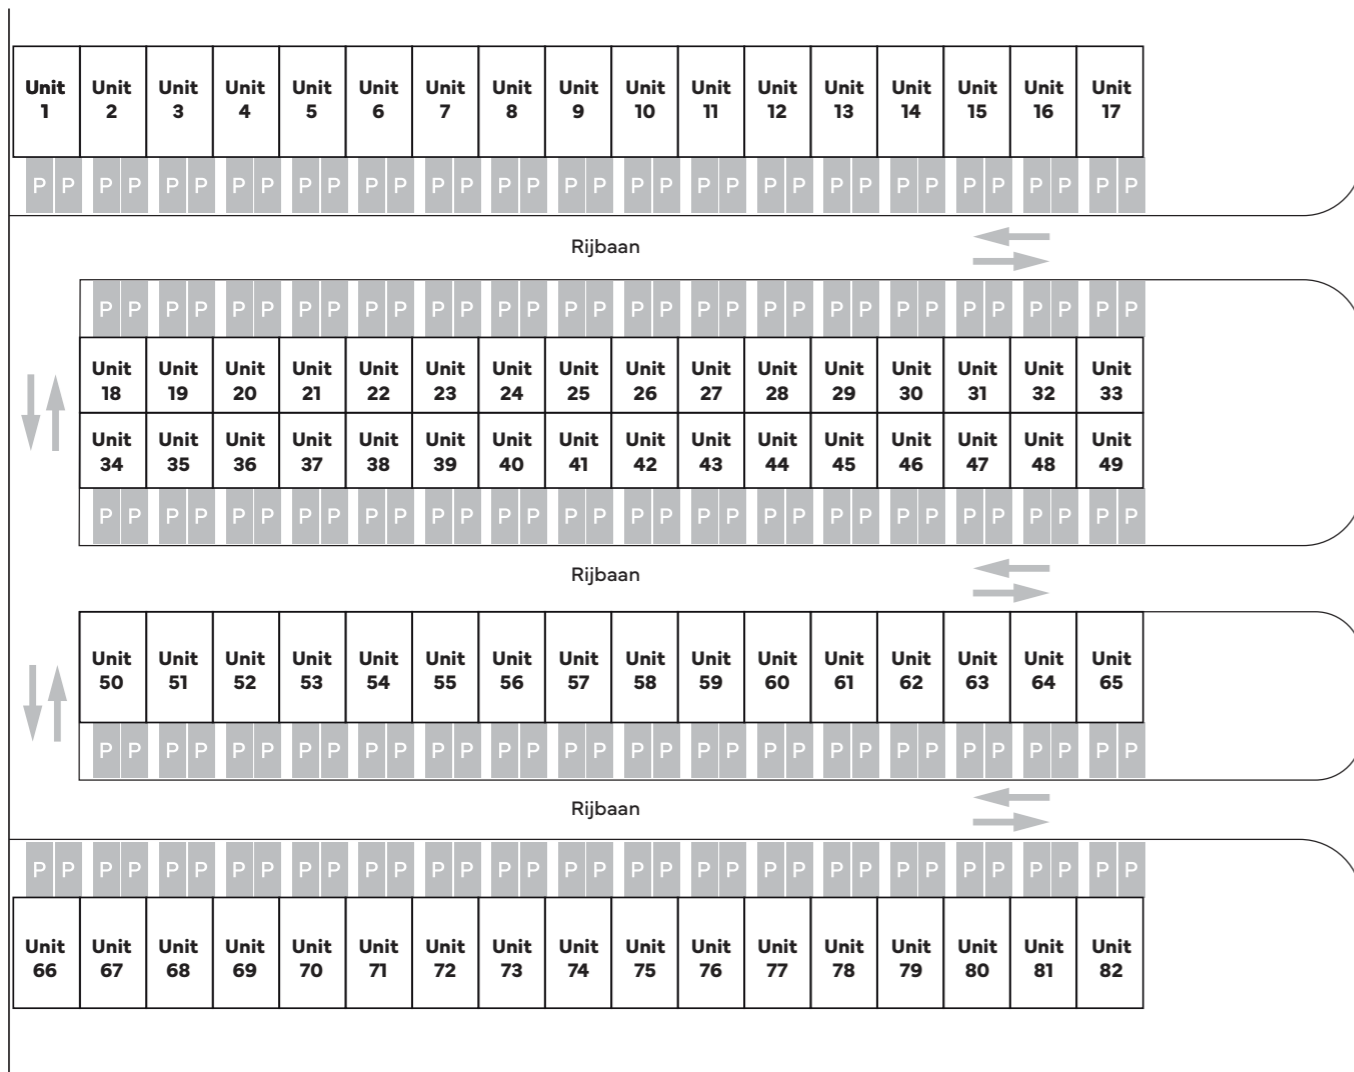 Unit Unit Unit Unit Unit Unit Unit Unit Unit Unit Unit Unit Unit Unit Unit Unit Unit
1 2 3 4 5 6 7 8 9 10 11 12 13 14 15 16 17
P P P P P P P P P P P P P P P P P P P P P P P P P P P P P P P P P P
Rijbaan
P P P P P P P P P P P P P P P P P P P P P P P P P P P P P P P P
Unit Unit Unit Unit Unit Unit Unit Unit Unit Unit Unit Unit Unit Unit Unit Unit
18 19 20 21 22 23 24 25 26 27 28 29 30 31 32 33
Unit Unit Unit Unit Unit Unit Unit Unit Unit Unit Unit Unit Unit Unit Unit Unit
34 35 36 37 38 39 40 41 42 43 44 45 46 47 48 49
P P P P P P P P P P P P P P P P P P P P P P P P P P P P P P P P
Rijbaan
Unit Unit Unit Unit Unit Unit Unit Unit Unit Unit Unit Unit Unit Unit Unit Unit
50 51 52 53 54 55 56 57 58 59 60 61 62 63 64 65
P P P P P P P P P P P P P P P P P P P P P P P P P P P P P P P P
Rijbaan
P P P P P P P P P P P P P P P P P P P P P P P P P P P P P P P P P P
Unit Unit Unit Unit Unit Unit Unit Unit Unit Unit Unit Unit Unit Unit Unit Unit Unit
66 67 68 69 70 71 72 73 74 75 76 77 78 79 80 81 82